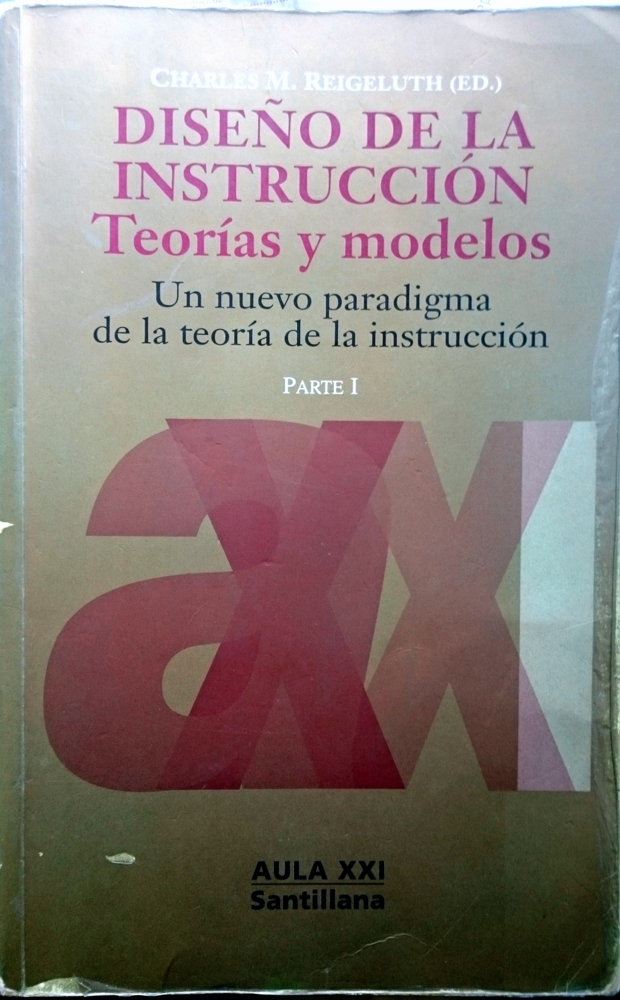 CHARLES M. REIGELUTH (ED.)
DISEÑO DE LA
INSTRUCCIÓN
Teorías y modelos
Un nuevo paradigma
de la teoría de la instrucción
PARTE I
axxI
AULA XXI
Santillana